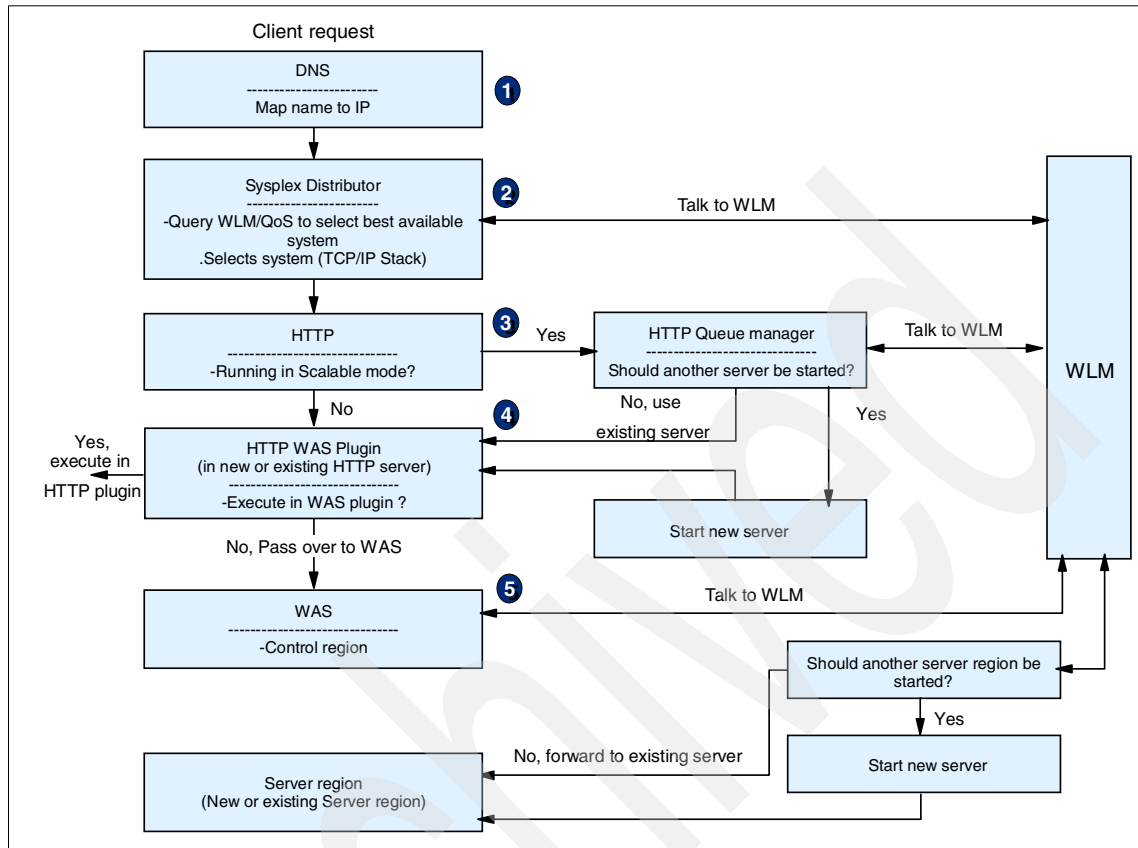 Client request
DNS
------------------------
Map name to IP
1
Sysplex Distributor
------------------------
-Query WLM/QoS to select best available
system
.Selects system (TCP/IP Stack)
2
Talk to WLM
HTTP
-------------------------------
-Running in Scalable mode?
3
Yes
HTTP Queue manager
-------------------------------
Should another server be started?
Talk to WLM
WLM
No
4
No, use
existing server
Yes
Yes,
execute in
HTTP plugin
HTTP WAS Plugin
(in new or existing HTTP server)
-------------------------------
-Execute in WAS plugin ?
Start new server
No, Pass over to WAS
5
WAS
-------------------------------
-Control region
Talk to WLM
Should another server region be
started?
Yes
No, forward to existing server
Start new server
Server region
(New or existing Server region)
hived